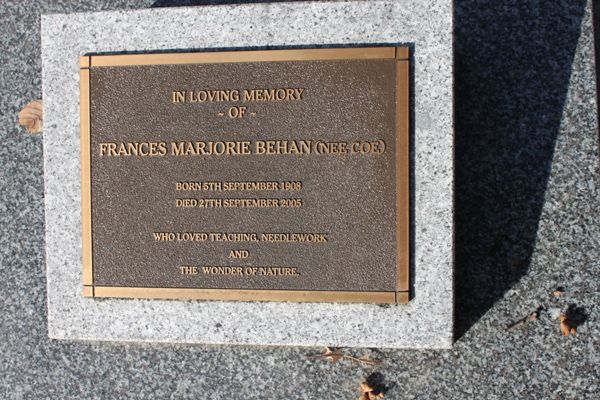 IN LOVING MEMORY
~ OF ~
FRANCES MARJORIE BEHAN (NEE COE)
BORN 5TH SEPTEMBER 1908
DIED 27TH SEPTEMBER 2005
WHO LOVED TEACHING, NEEDLEWORK
AND
THE WONDER OF NATURE.